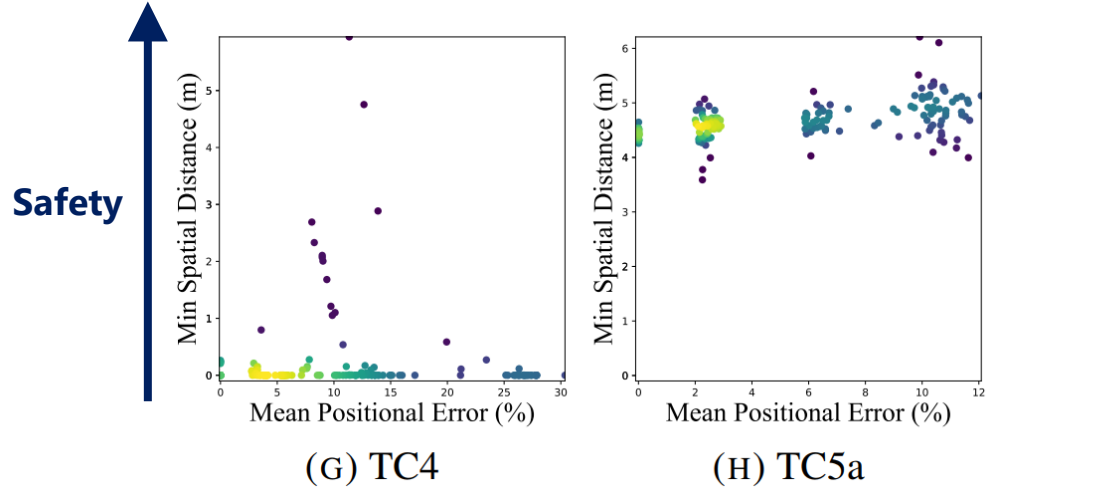 Safety
Min Spatial Distance (m)
5
4
3
2
1
0
0 5 10 15 20 25 30
Mean Positional Error (%)
(G) TC4
Min Spatial Distance (m)
6
5
4
3
2
1
0
0 2 4 6 8 10 12
Mean Positional Error (%)
(H) TC5a